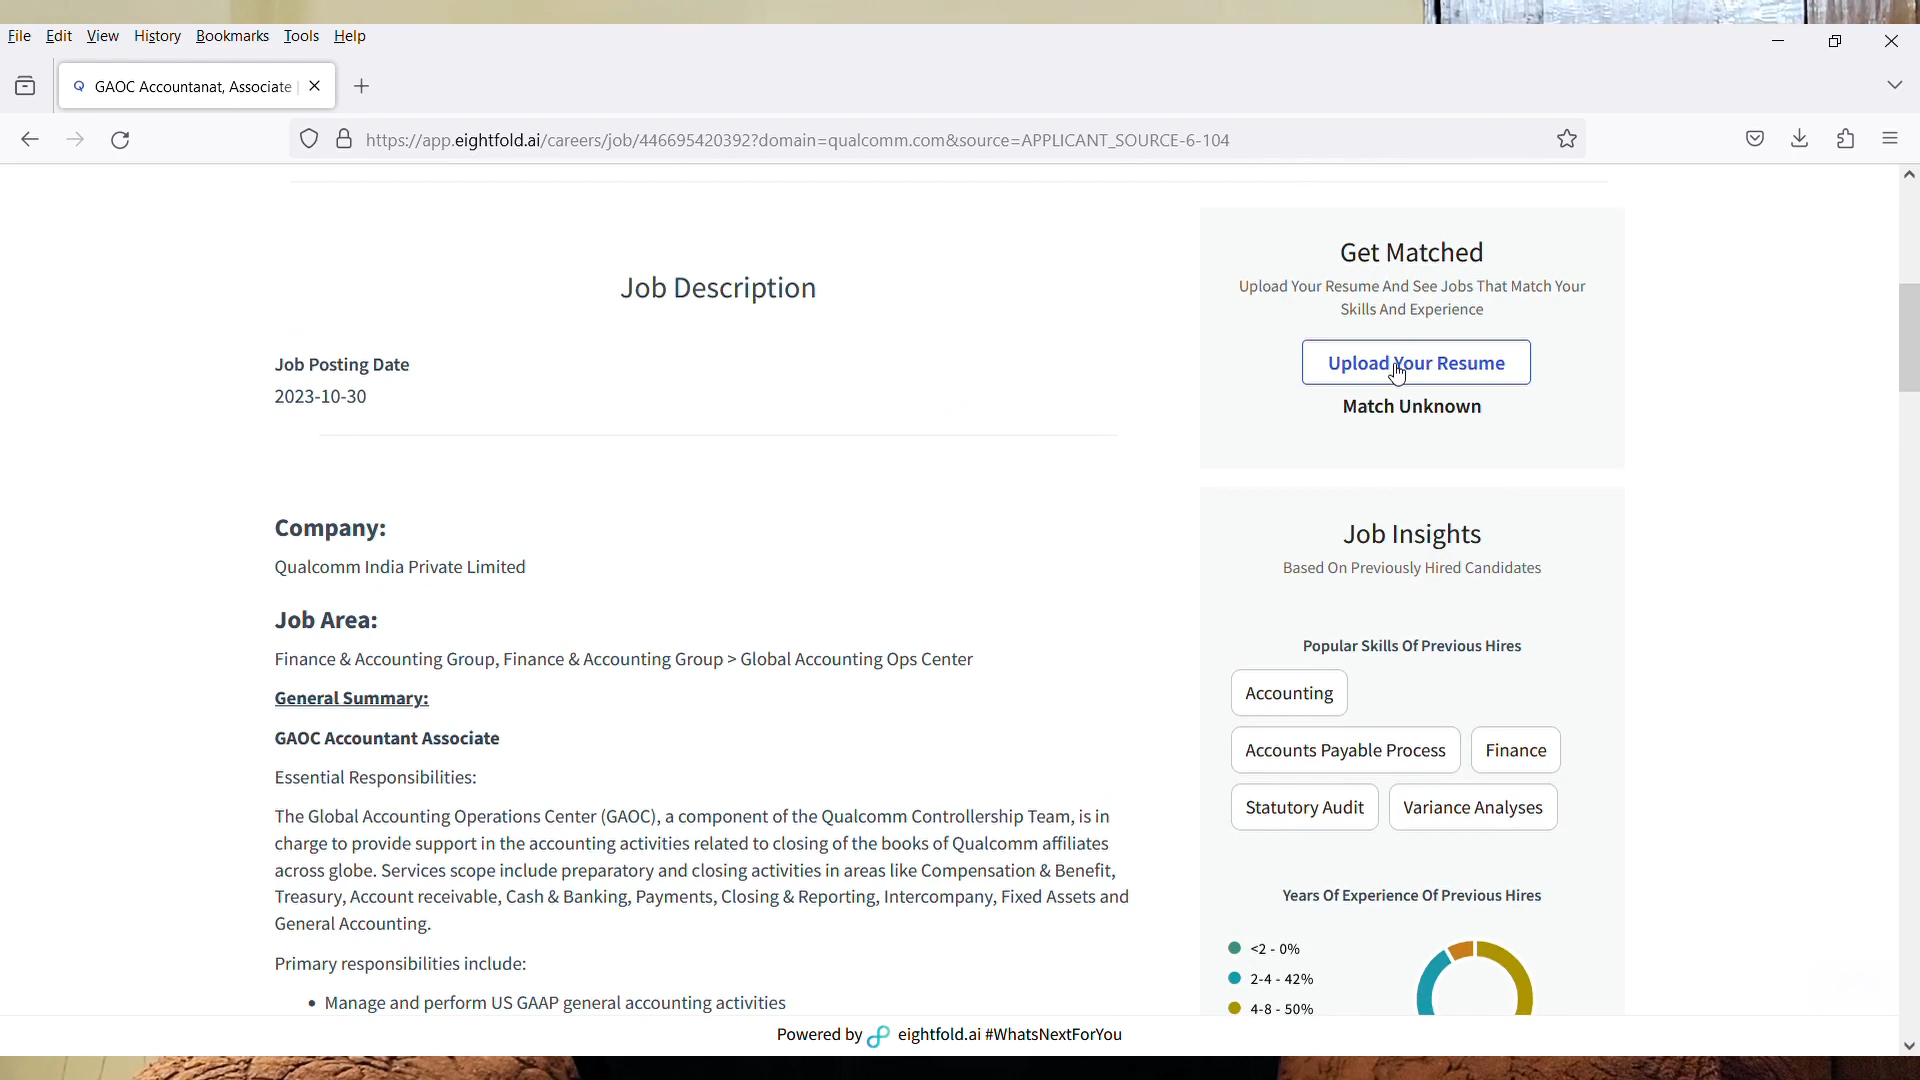 File Edit View History Bookmarks Tools Help
GAOC Accountanat, Associate |
https://app.eightfold.ai/careers/job/446695420392?domain=qualcomm.com&source=APPLICANT_SOURCE-6-104
Job Description
Job Posting Date
2023-10-30
Company:
Qualcomm India Private Limited
Job Area:
Finance & Accounting Group, Finance & Accounting Group > Global Accounting Ops Center
General Summary:
GAOC Accountant Associate
Essential Responsibilities:
The Global Accounting Operations Center (GAOC), a component of the Qualcomm Controllership Team, is in
charge to provide support in the accounting activities related to closing of the books of Qualcomm affiliates
across globe. Services scope include preparatory and closing activities in areas like Compensation & Benefit,
Treasury, Account receivable, Cash & Banking, Payments, Closing & Reporting, Intercompany, Fixed Assets and
General Accounting.
Primary responsibilities include:
• Manage and perform US GAAP general accounting activities
Get Matched
Upload Your Resume And See Jobs That Match Your
Skills And Experience
Upload Your Resume
Match Unknown
Job Insights
Based On Previously Hired Candidates
Popular Skills Of Previous Hires
Accounting
Accounts Payable Process Finance
Statutory Audit Variance Analyses
Years Of Experience Of Previous Hires
<2 - 0%
2-4 - 42%
4-8 - 50%
Powered by eightfold.ai #WhatsNextForYou